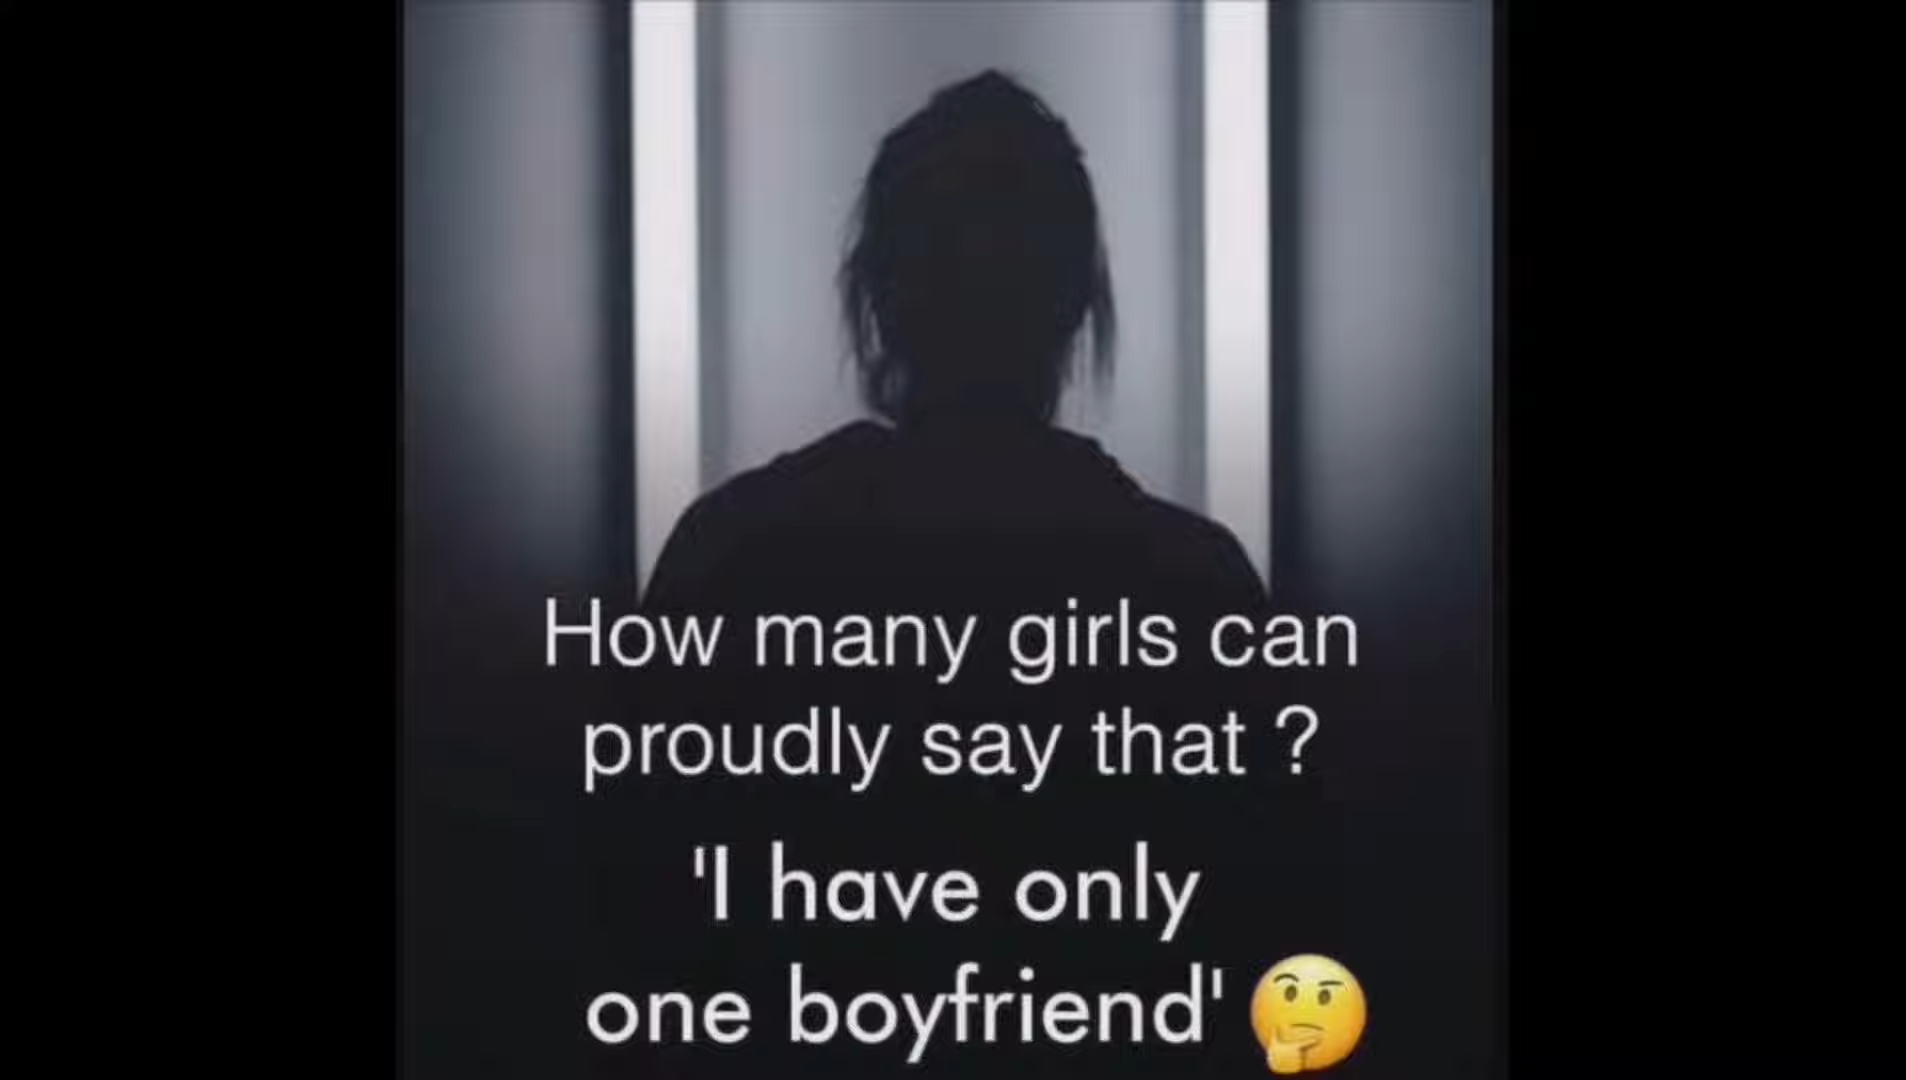 How many girls can
proudly say that ?
'I have only
one boyfriend' 🤔